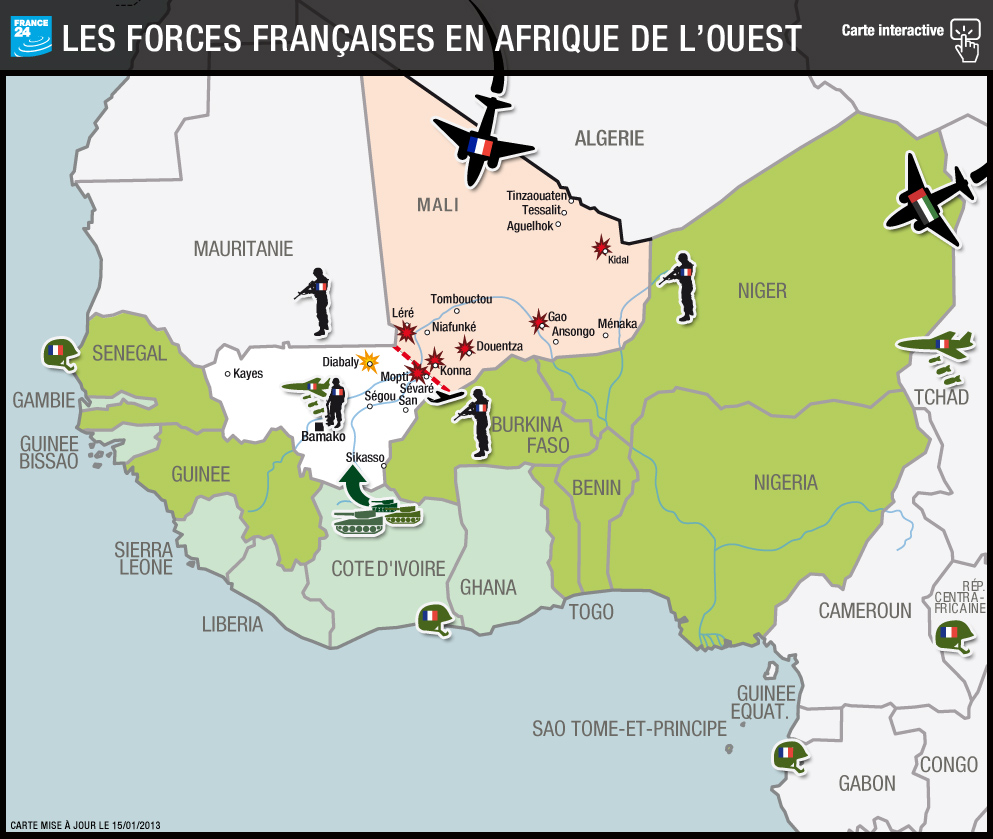 FRANCE
24
LES FORCES FRANÇAISES EN AFRIQUE DE L'OUEST
Carte interactive
ALGERIE
MALI
Tinzaouaten
Tessalit
Aguelhok
MAURITANIE
Kidal
NIGER
Tombouctou
Léré
Niafunké
Gao
Ménaka
Ansongo
Douentza
SENEGAL
Diabaly
Konna
Kayes
Mopti
Sévaré
Ségou
San
TCHAD
GAMBIE
Bamako
BURKINA
FASO
GUINEE
BISSAO
Sikasso
GUINEE
BENIN
NIGERIA
SIERRA
LEONE
COTE D'IVOIRE
GHANA
RÉP.
CENTRA-
FRICAINE
LIBERIA
TOGO
CAMEROUN
GUINEE
EQUAT.
SAO TOME-ET-PRINCIPE
GABON
CONGO
CARTE MISE À JOUR LE 15/01/2013